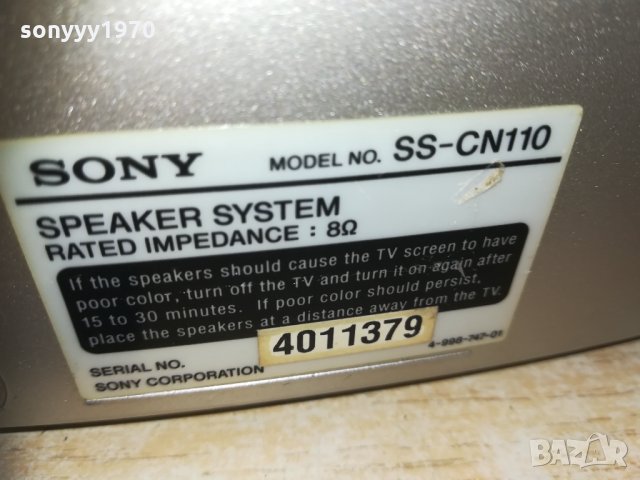 sonyyy1970
SONY MODEL NO. SS-CN110
SPEAKER SYSTEM
RATED IMPEDANCE : 8Ω
If the speakers should cause the TV screen to have
poor color, turn off the TV and turn it on again after
15 to 30 minutes. If poor color should persist,
place the speakers at a distance away from the TV.
4011379
4-998-747-01
SERIAL NO.
SONY CORPORATION
BAZAR